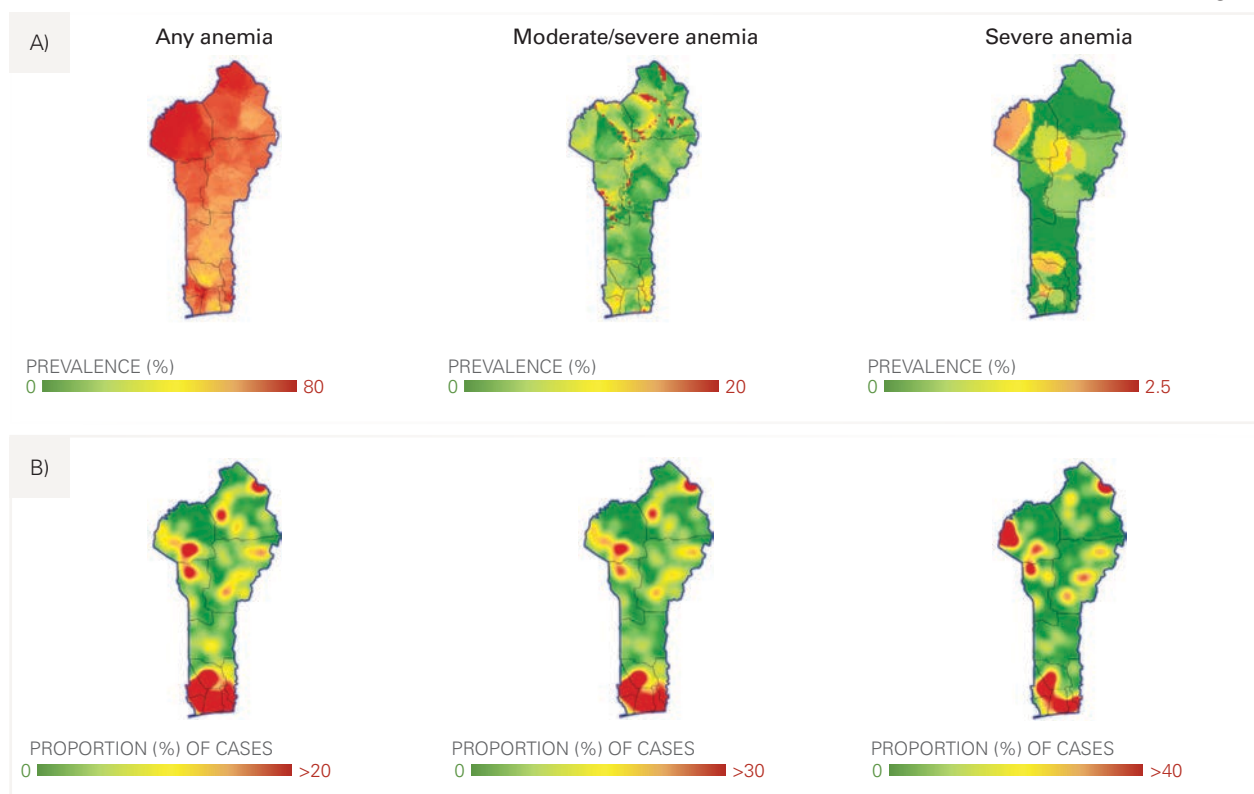 A)
Any anemia
Moderate/severe anemia
Severe anemia
PREVALENCE (%)
0 80
PREVALENCE (%)
0 20
PREVALENCE (%)
0 2.5
B)
PROPORTION (%) OF CASES
0 >20
PROPORTION (%) OF CASES
0 >30
PROPORTION (%) OF CASES
0 >40